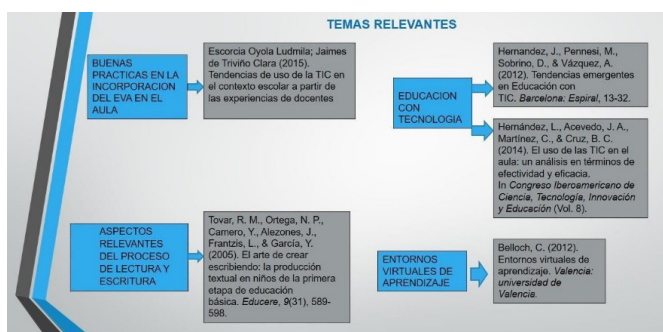 TEMAS RELEVANTES
BUENAS
PRACTICAS EN LA
INCORPORACION
DEL EVA EN EL
AULA
Escorcia Oyola Ludmila; Jaimes
de Triviño Clara (2015).
Tendencias de uso de la TIC en
el contexto escolar a partir de
las experiencias de docentes
EDUCACION
CON
TECNOLOGIA
Hernandez, J., Pennesi, M.,
Sobrino, D., & Vázquez, A.
(2012). Tendencias emergentes
en Educación con
TIC. Barcelona: Espiral, 13-32.
Hernández, L., Acevedo, J. A.,
Martínez, C., & Cruz, B. C.
(2014). El uso de las TIC en el
aula: un análisis en términos de
efectividad y eficacia.
In Congreso Iberoamericano de
Ciencia, Tecnología, Innovación
y Educación (Vol. 8).
ASPECTOS
RELEVANTES
DEL PROCESO
DE LECTURA Y
ESCRITURA
Tovar, R. M., Ortega, N. P.,
Camero, Y., Alezones, J.,
Frantzis, L., & García, Y.
(2005). El arte de crear
escribiendo: la producción
textual en niños de la primera
etapa de educación
básica. Educere, 9(31), 589-
598.
ENTORNOS
VIRTUALES DE
APRENDIZAJE
Belloch, C. (2012).
Entornos virtuales de
aprendizaje. Valencia:
universidad de
Valencia.